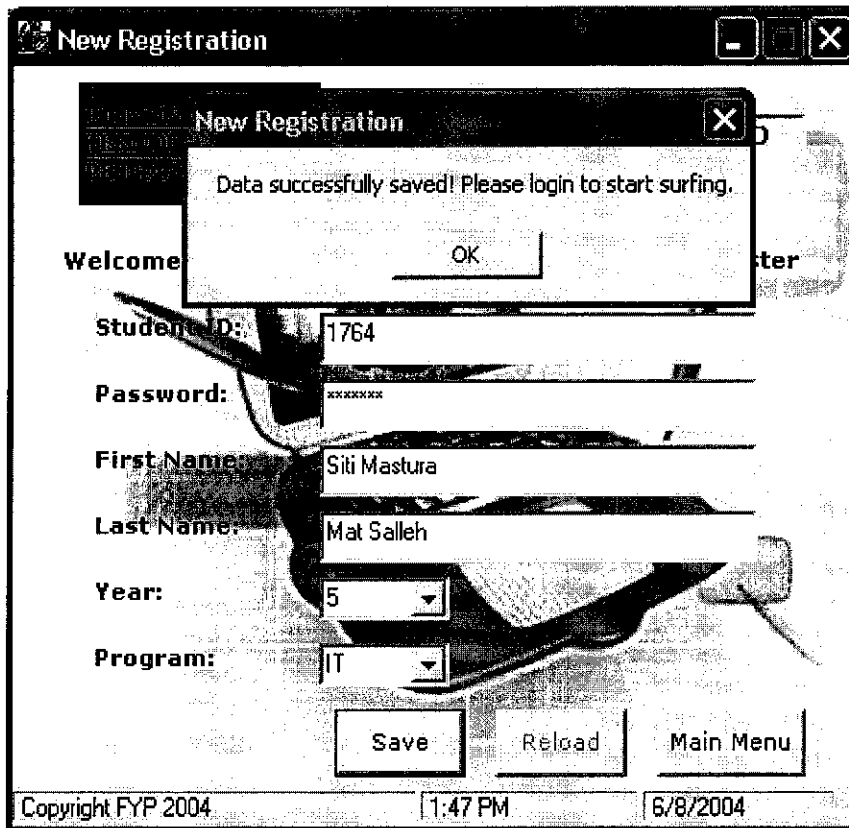 New Registration
New Registration
Data successfully saved! Please login to start surfing.
OK
Welcome ster
Student ID: 1764
Password: *******
First Name: Siti Mastura
Last Name: Mat Salleh
Year: 5
Program: IT
Save Reload Main Menu
Copyright FYP 2004 1:47 PM 6/8/2004